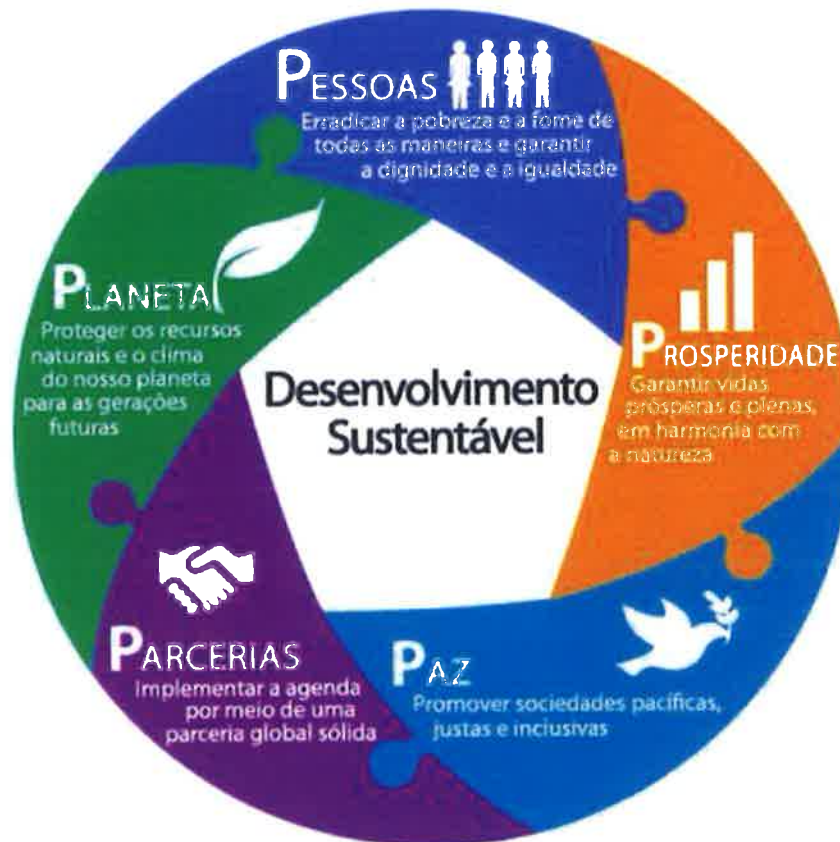 PESSOAS
Erradicar a pobreza e a fome de
todas as maneiras e garantir
a dignidade e a igualdade
PROSPERIDADE
Garantir vidas
prósperas e plenas,
em harmonia com
a natureza
PLANETA
Proteger os recursos
naturais e o clima
do nosso planeta
para as gerações
futuras
Desenvolvimento
Sustentável
PARCERIAS
Implementar a agenda
por meio de uma
parceria global sólida
PAZ
Promover sociedades pacíficas,
justas e inclusivas